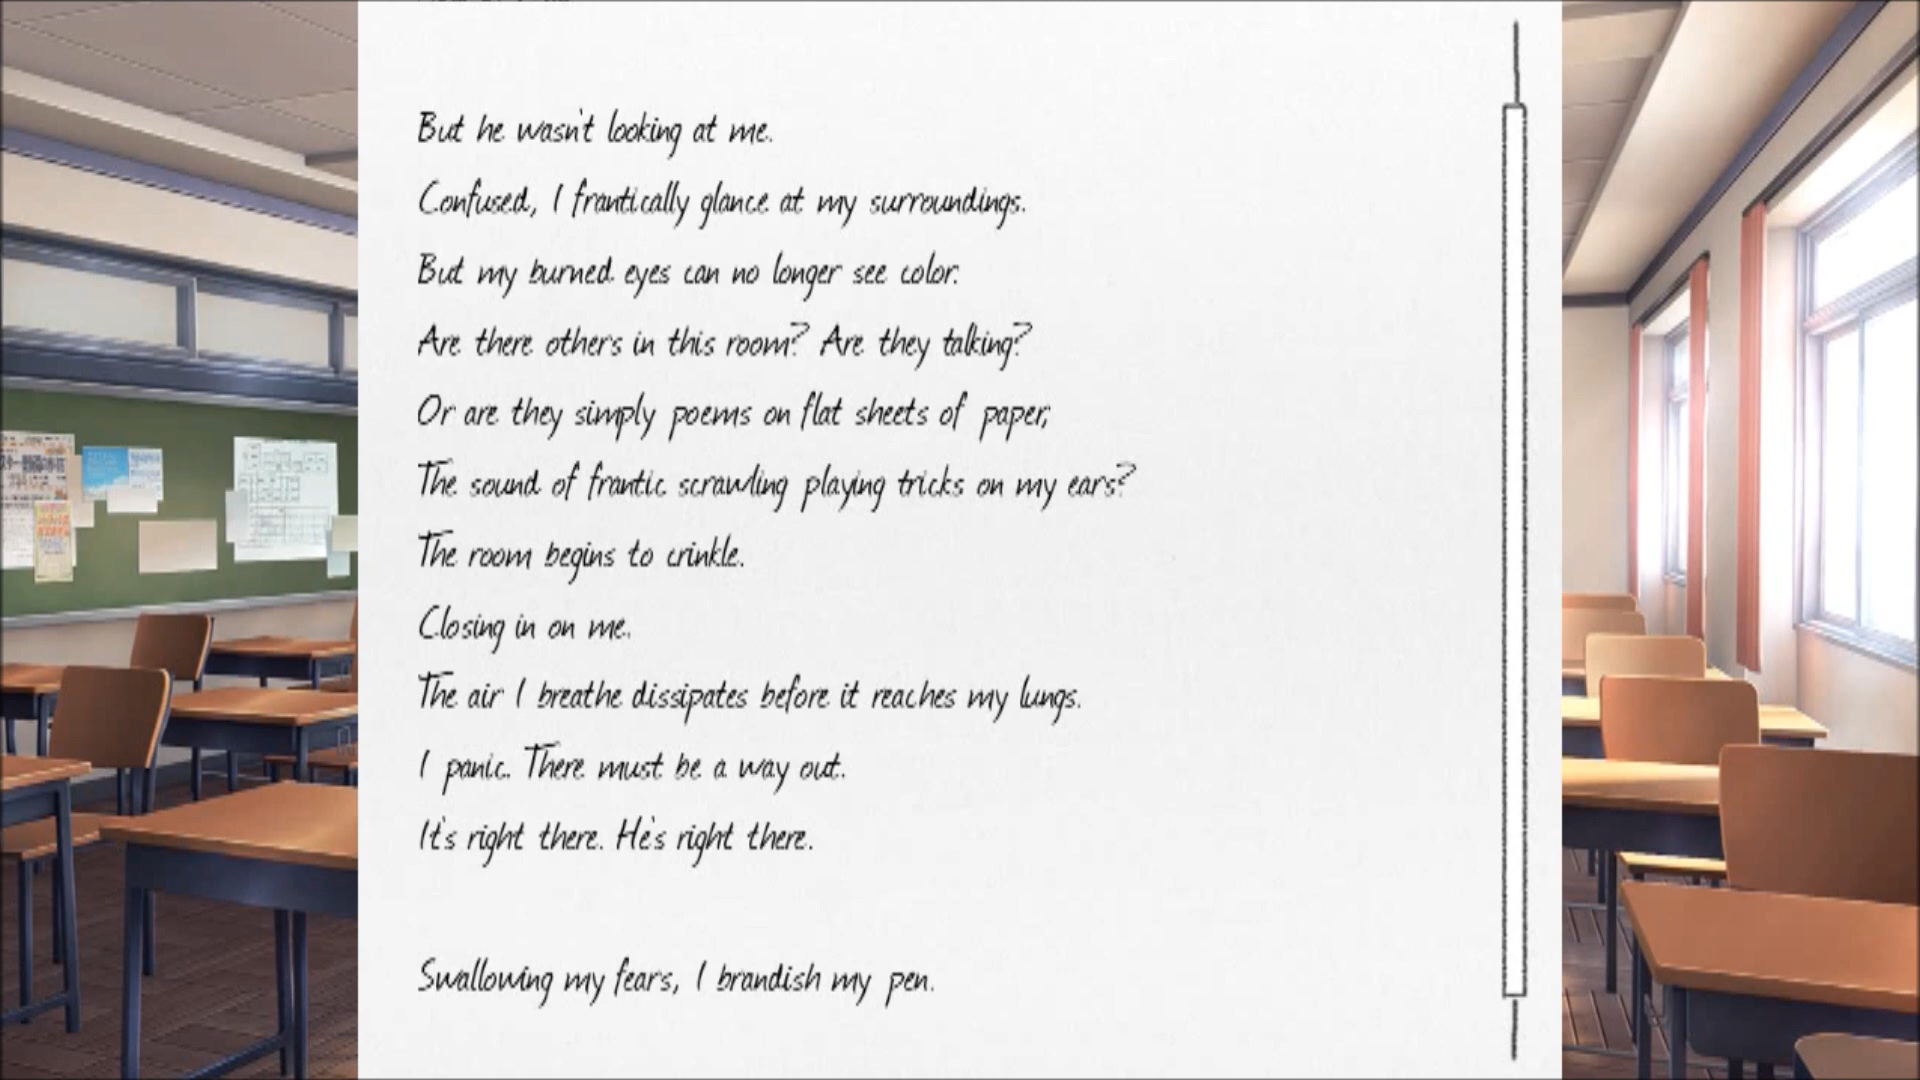 But he wasn't looking at me.
Confused, I frantically glance at my surroundings.
But my burned eyes can no longer see color.
Are there others in this room? Are they talking?
Or are they simply poems on flat sheets of paper,
The sound of frantic scrawling playing tricks on my ears?
The room begins to crinkle.
Closing in on me.
The air I breathe dissipates before it reaches my lungs.
I panic. There must be a way out.
It's right there. He's right there.
Swallowing my fears, I brandish my pen.